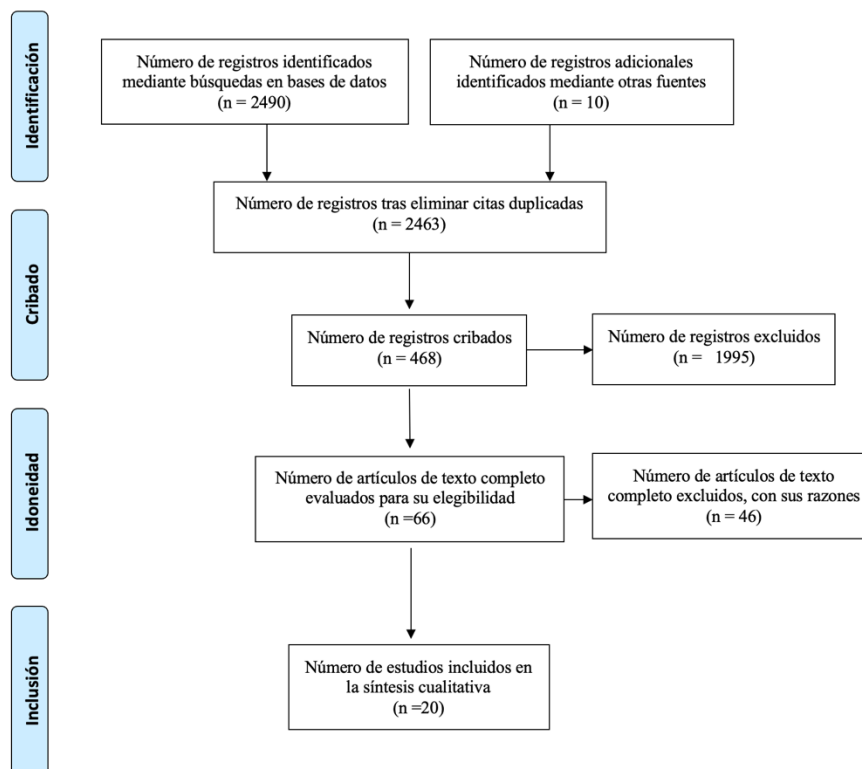 Identificación
Número de registros identificados
mediante búsquedas en bases de datos
(n = 2490)
Número de registros adicionales
identificados mediante otras fuentes
(n = 10)
Número de registros tras eliminar citas duplicadas
(n = 2463)
Cribado
Número de registros cribados
(n = 468)
Número de registros excluidos
(n = 1995)
Idoneidad
Número de artículos de texto completo
evaluados para su elegibilidad
(n =66)
Número de artículos de texto
completo excluidos, con sus razones
(n = 46)
Inclusión
Número de estudios incluidos en
la síntesis cualitativa
(n =20)